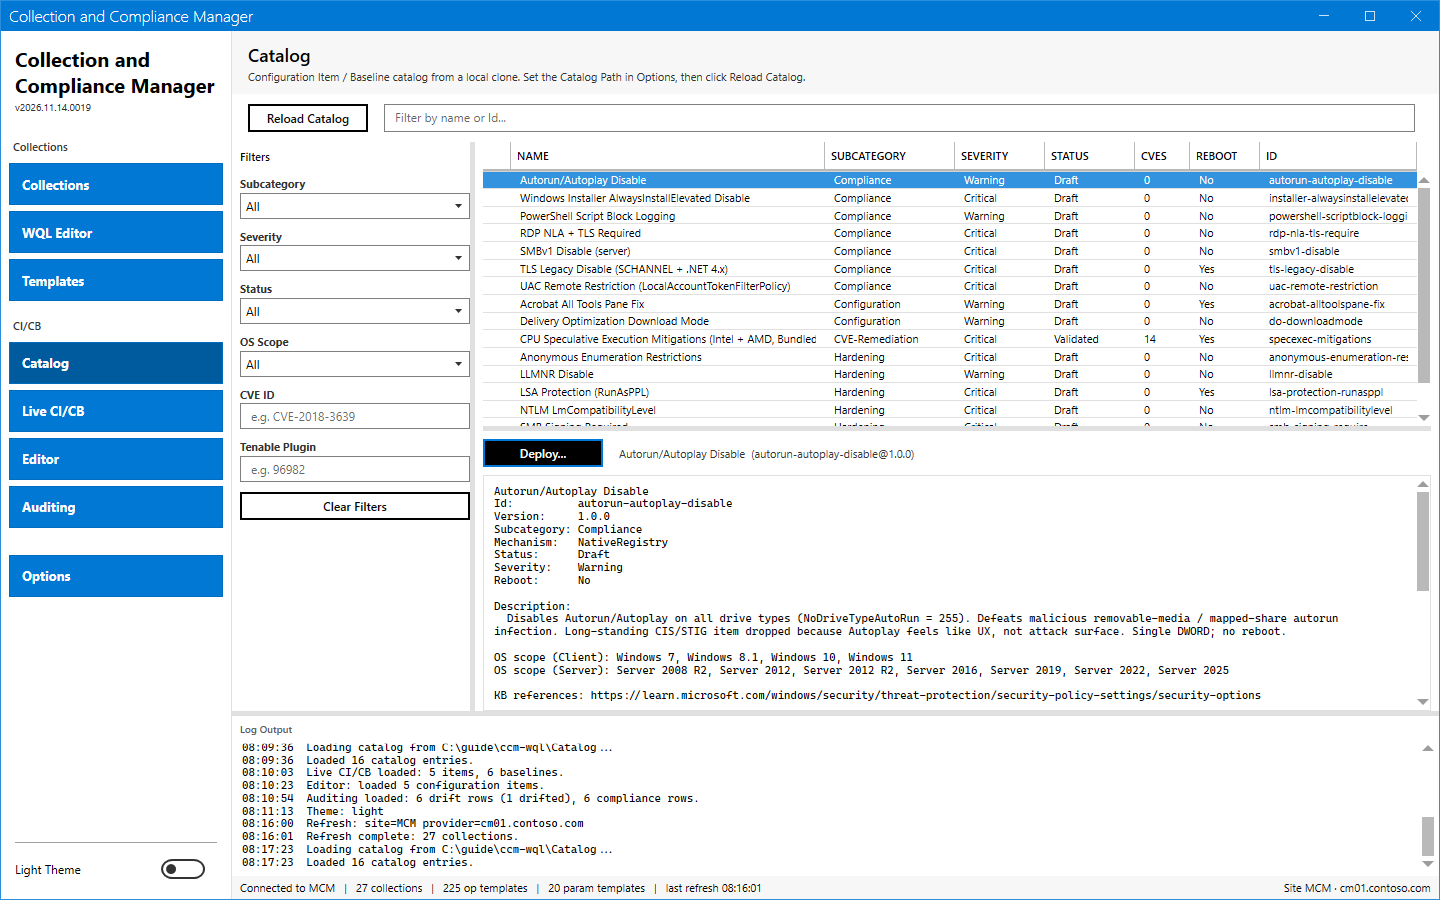 Collection and Compliance Manager
Collection and
Compliance Manager
v2026.11.14.0019
Collections
Collections
WQL Editor
Templates
CI/CB
Catalog
Live CI/CB
Editor
Auditing
Options
Light Theme
Catalog
Configuration Item / Baseline catalog from a local clone. Set the Catalog Path in Options, then click Reload Catalog.
Reload Catalog
Filter by name or Id...
Filters
Subcategory
All
Severity
All
Status
All
OS Scope
All
CVE ID
e.g. CVE-2018-3639
Tenable Plugin
e.g. 96982
Clear Filters
NAME SUBCATEGORY SEVERITY STATUS CVES REBOOT ID
Autorun/Autoplay Disable Compliance Warning Draft 0 No autorun-autoplay-disable
Windows Installer AlwaysInstallElevated Disable Compliance Critical Draft 0 No installer-alwaysinstallelevated
PowerShell Script Block Logging Compliance Warning Draft 0 No powershell-scriptblock-loggi
RDP NLA + TLS Required Compliance Critical Draft 0 No rdp-nla-tls-require
SMBv1 Disable (server) Compliance Critical Draft 0 No smbv1-disable
TLS Legacy Disable (SCHANNEL + .NET 4.x) Compliance Critical Draft 0 Yes tls-legacy-disable
UAC Remote Restriction (LocalAccountTokenFilterPolicy) Compliance Critical Draft 0 No uac-remote-restriction
Acrobat All Tools Pane Fix Configuration Warning Draft 0 Yes acrobat-alltoolspane-fix
Delivery Optimization Download Mode Configuration Warning Draft 0 No do-downloadmode
CPU Speculative Execution Mitigations (Intel + AMD, Bundled CVE-Remediation Critical Validated 14 Yes specexec-mitigations
Anonymous Enumeration Restrictions Hardening Critical Draft 0 No anonymous-enumeration-res
LLMNR Disable Hardening Warning Draft 0 No llmnr-disable
LSA Protection (RunAsPPL) Hardening Critical Draft 0 Yes lsa-protection-runasppl
NTLM LmCompatibilityLevel Hardening Critical Draft 0 No ntlm-lmcompatibilitylevel
SMB Signing Required Hardening Critical Draft 0 No smb-signing-require
Deploy...
Autorun/Autoplay Disable (autorun-autoplay-disable@1.0.0)
Autorun/Autoplay Disable
Id: autorun-autoplay-disable
Version: 1.0.0
Subcategory: Compliance
Mechanism: NativeRegistry
Status: Draft
Severity: Warning
Reboot: No
Description:
Disables Autorun/Autoplay on all drive types (NoDriveTypeAutoRun = 255). Defeats malicious removable-media / mapped-share autorun
infection. Long-standing CIS/STIG item dropped because Autoplay feels like UX, not attack surface. Single DWORD; no reboot.
OS scope (Client): Windows 7, Windows 8.1, Windows 10, Windows 11
OS scope (Server): Server 2008 R2, Server 2012, Server 2012 R2, Server 2016, Server 2019, Server 2022, Server 2025
KB references: https://learn.microsoft.com/windows/security/threat-protection/security-policy-settings/security-options
Log Output
08:09:36 Loading catalog from C:\guide\ccm-wql\Catalog...
08:09:36 Loaded 16 catalog entries.
08:10:03 Live CI/CB loaded: 5 items, 6 baselines.
08:10:23 Editor: loaded 5 configuration items.
08:10:54 Auditing loaded: 6 drift rows (1 drifted), 6 compliance rows.
08:11:13 Theme: light
08:16:00 Refresh: site=MCM provider=cm01.contoso.com
08:16:01 Refresh complete: 27 collections.
08:17:23 Loading catalog from C:\guide\ccm-wql\Catalog...
08:17:23 Loaded 16 catalog entries.
Connected to MCM | 27 collections | 225 op templates | 20 param templates | last refresh 08:16:01
Site MCM · cm01.contoso.com